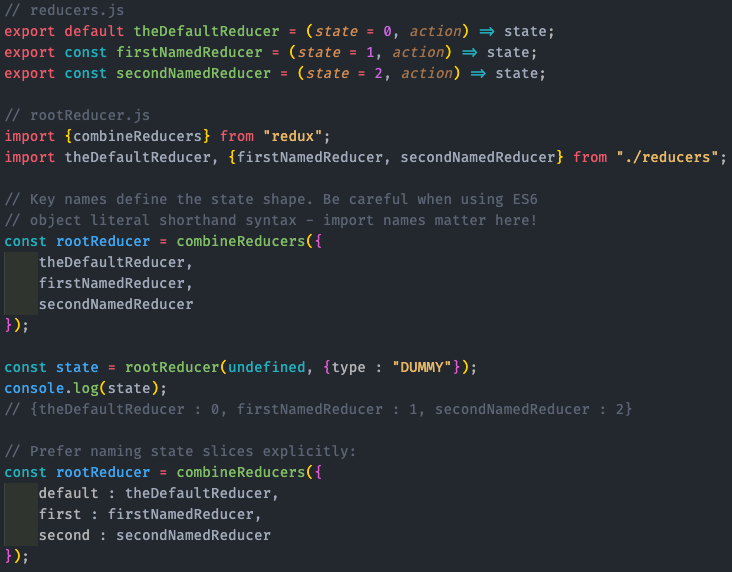 // reducers.js
export default theDefaultReducer = (state = 0, action) => state;
export const firstNamedReducer = (state = 1, action) => state;
export const secondNamedReducer = (state = 2, action) => state;

// rootReducer.js
import {combineReducers} from "redux";
import theDefaultReducer, {firstNamedReducer, secondNamedReducer} from "./reducers";

// Key names define the state shape. Be careful when using ES6
// object literal shorthand syntax - import names matter here!
const rootReducer = combineReducers({
    theDefaultReducer,
    firstNamedReducer,
    secondNamedReducer
});

const state = rootReducer(undefined, {type : "DUMMY"});
console.log(state);
// {theDefaultReducer : 0, firstNamedReducer : 1, secondNamedReducer : 2}

// Prefer naming state slices explicitly:
const rootReducer = combineReducers({
    default : theDefaultReducer,
    first : firstNamedReducer,
    second : secondNamedReducer
});